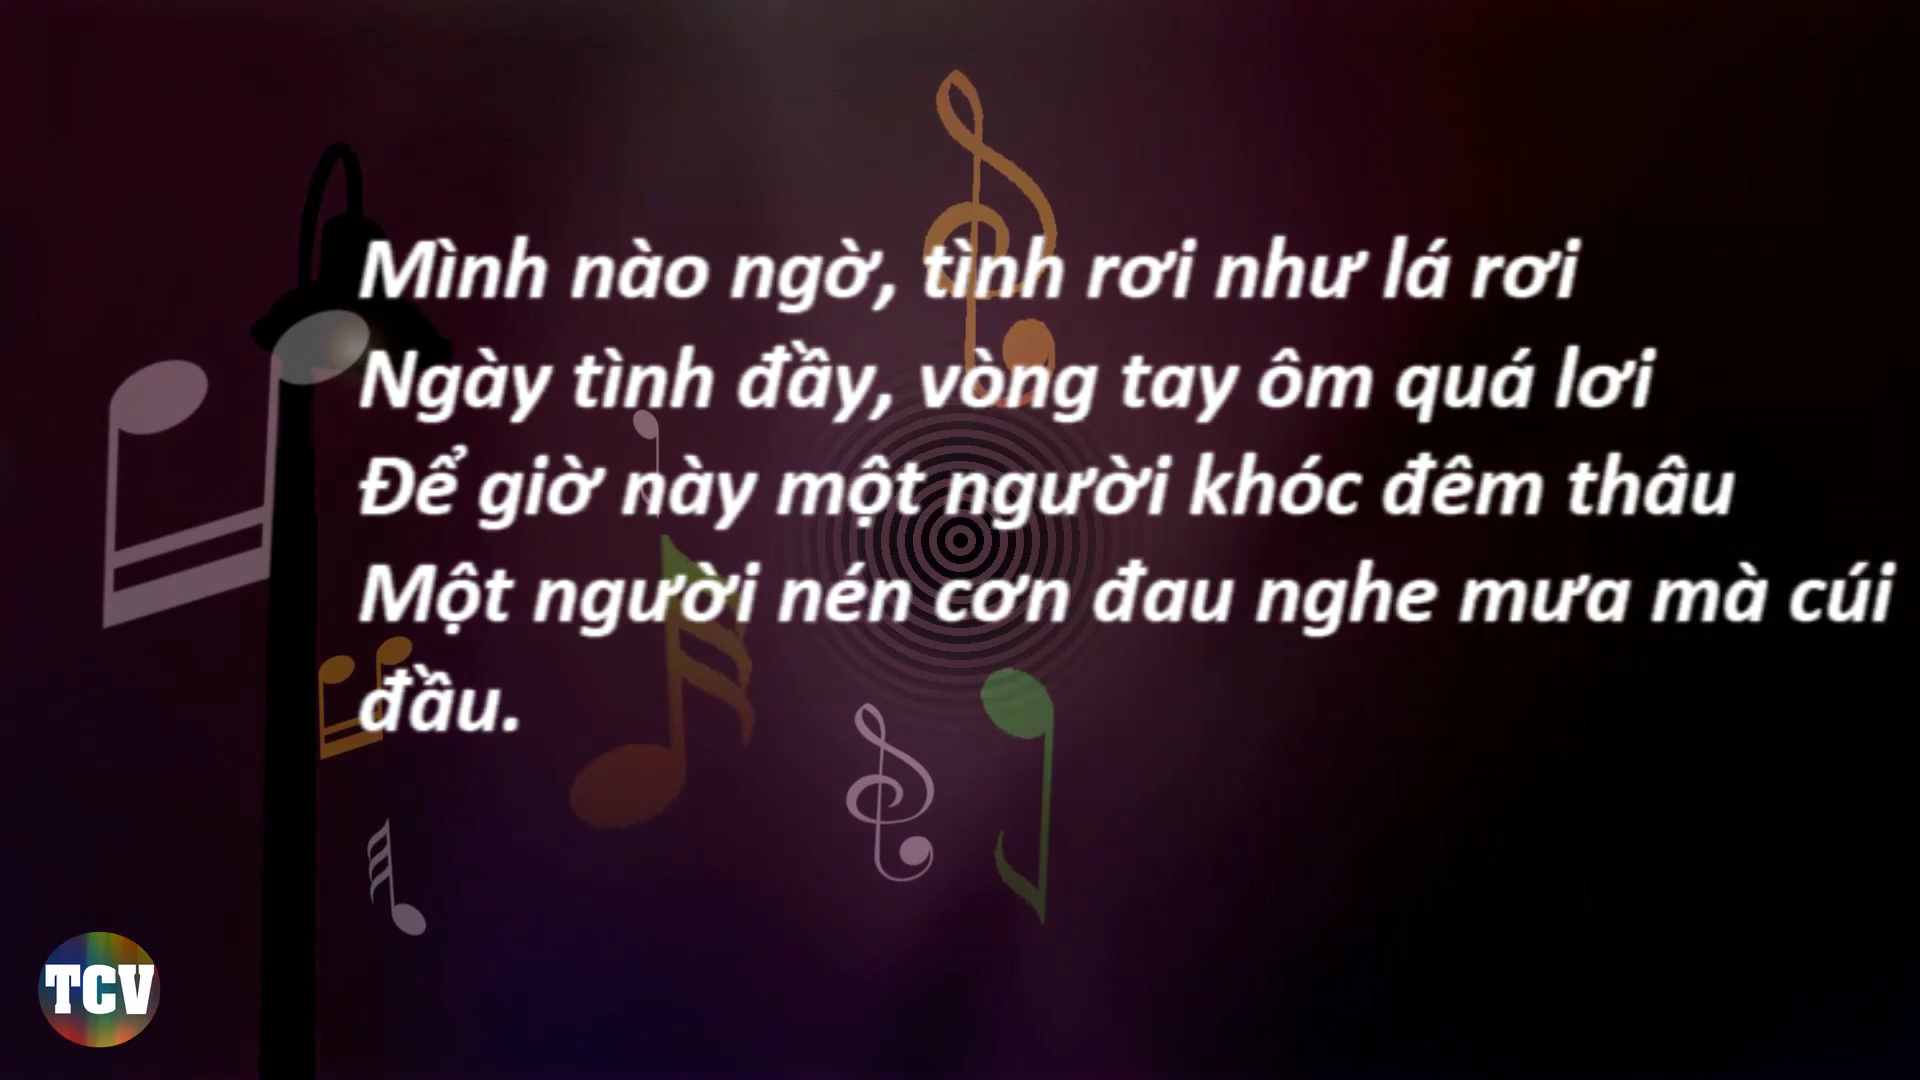 Mình nào ngờ, tình rơi như lá rơi
Ngày tình đầy, vòng tay ôm quá lơi
Để giờ này một người khóc đêm thâu
Một người nén cơn đau nghe mưa mà cúi
đầu.
TCV